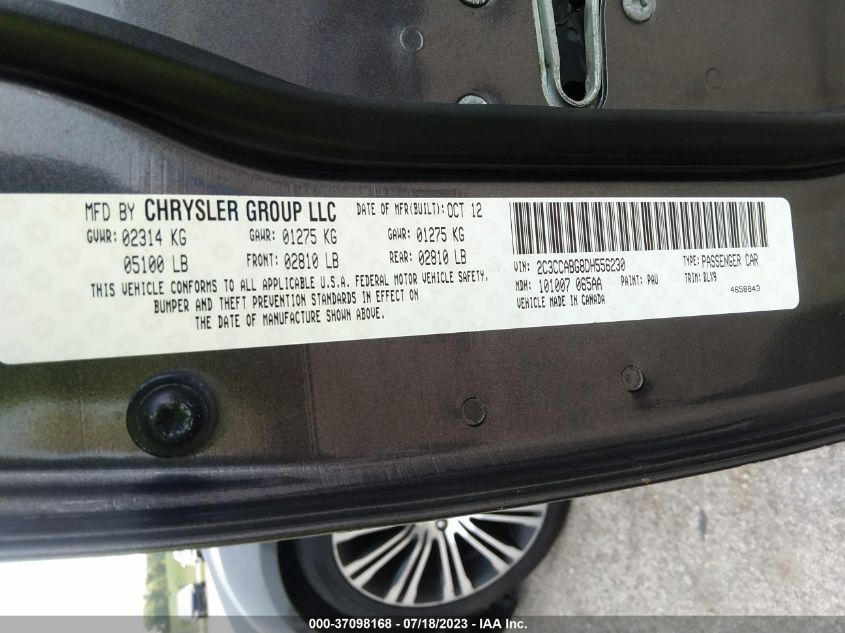 MFD BY CHRYSLER GROUP LLC DATE OF MFR(BUILT): OCT 12
GVWR: 02314 KG GAWR: 01275 KG GAWR: 01275 KG
05100 LB FRONT: 02810 LB REAR: 02810 LB
THIS VEHICLE CONFORMS TO ALL APPLICABLE U.S.A. FEDERAL MOTOR VEHICLE SAFETY,
BUMPER AND THEFT PREVENTION STANDARDS IN EFFECT ON
THE DATE OF MANUFACTURE SHOWN ABOVE.
VIN: 2C3CCABG8DH556230 TYPE: PASSENGER CAR
MDH: 101007 065AA PAINT: PAU TRIM: DLX9
VEHICLE MADE IN CANADA 4658843
000-37098168 - 07/18/2023 - IAA Inc.